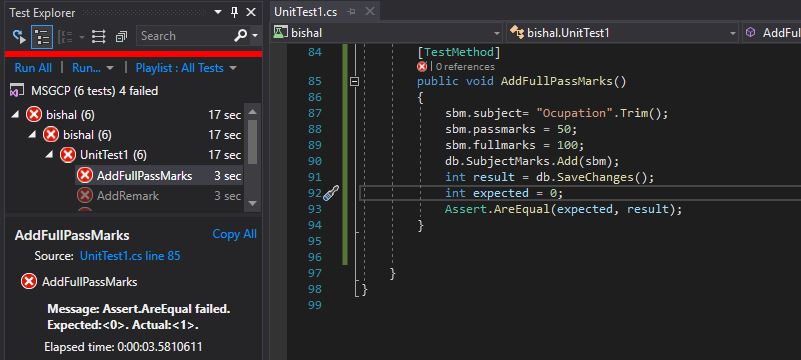 Test Explorer
Search
Run All | Run... | Playlist : All Tests
MSGCP (6 tests) 4 failed
bishal (6) 17 sec
bishal (6) 17 sec
UnitTest1 (6) 17 sec
AddFullPassMarks 3 sec
AddRemark 3 sec
AddFullPassMarks Copy All
Source: UnitTest1.cs line 85
AddFullPassMarks
Message: Assert.AreEqual failed.
Expected:<0>. Actual:<1>.
Elapsed time: 0:00:03.5810611
UnitTest1.cs
bishal bishal.UnitTest1 AddFull
84 [TestMethod]
| 0 references
85 public void AddFullPassMarks()
86 {
87 sbm.subject= "Ocupation".Trim();
88 sbm.passmarks = 50;
89 sbm.fullmarks = 100;
90 db.SubjectMarks.Add(sbm);
91 int result = db.SaveChanges();
92 int expected = 0;
93 Assert.AreEqual(expected, result);
94 }
95
96
97 }
98 }
99